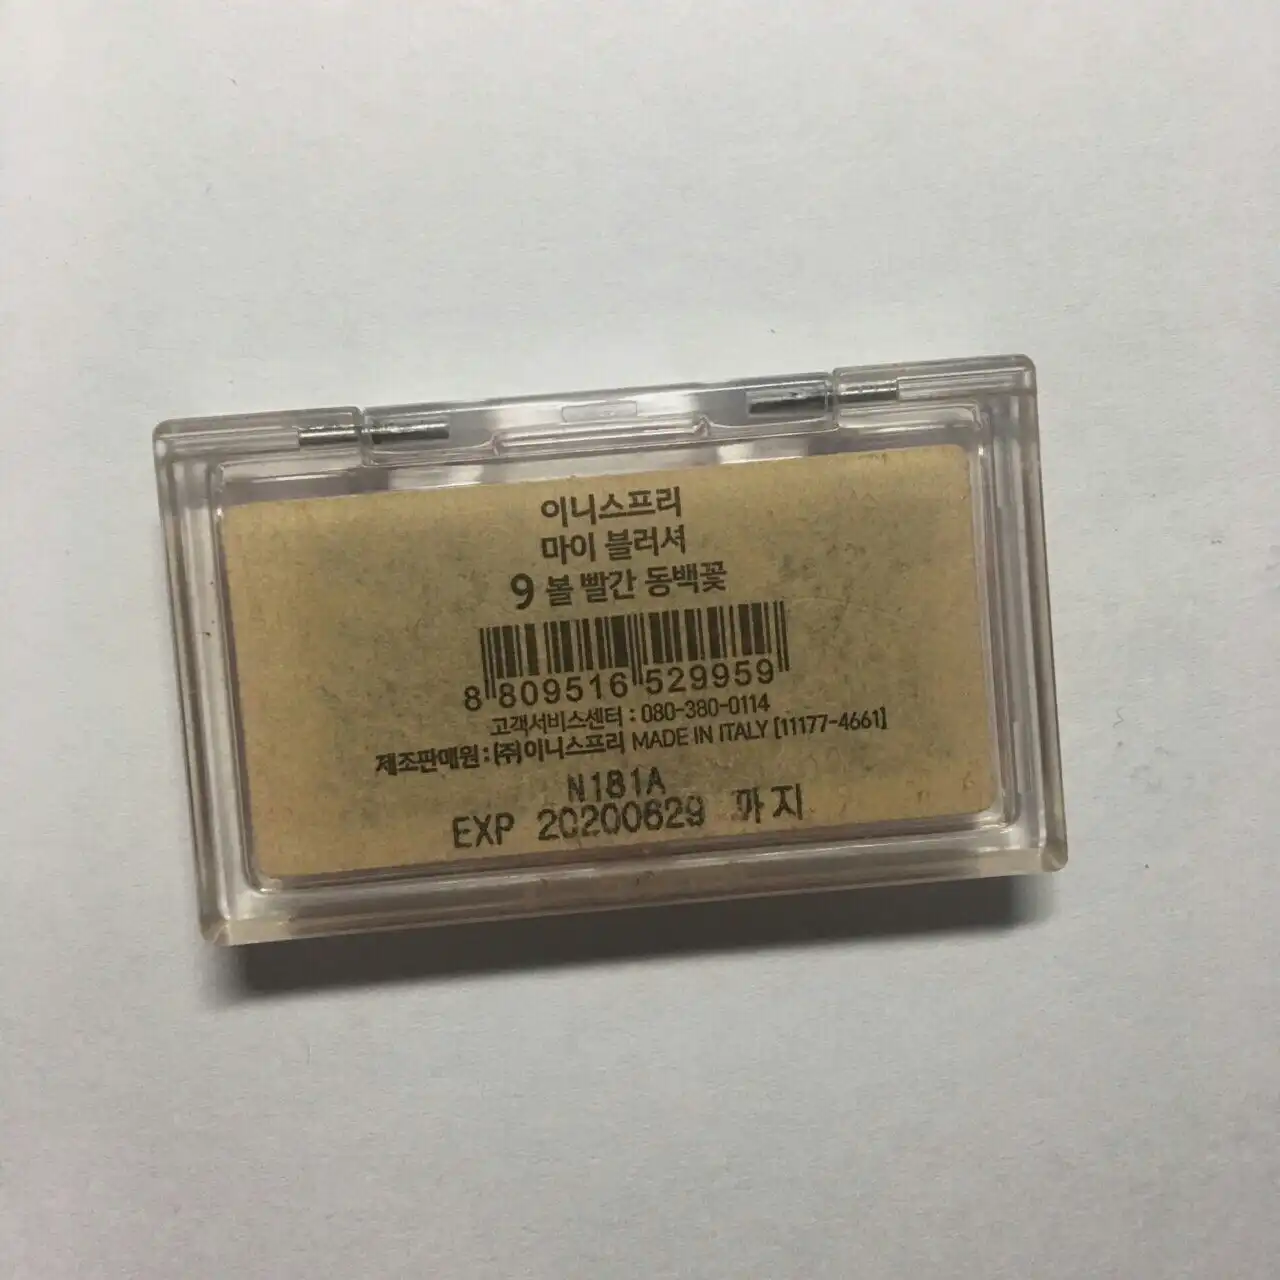 이니스프리
마이 블러셔
9 볼 빨간 동백꽃
8 809516 529959
고객서비스센터 : 080-380-0114
제조판매원 : (주)이니스프리 MADE IN ITALY [11177-4661]
N181A
EXP 20200629 까지